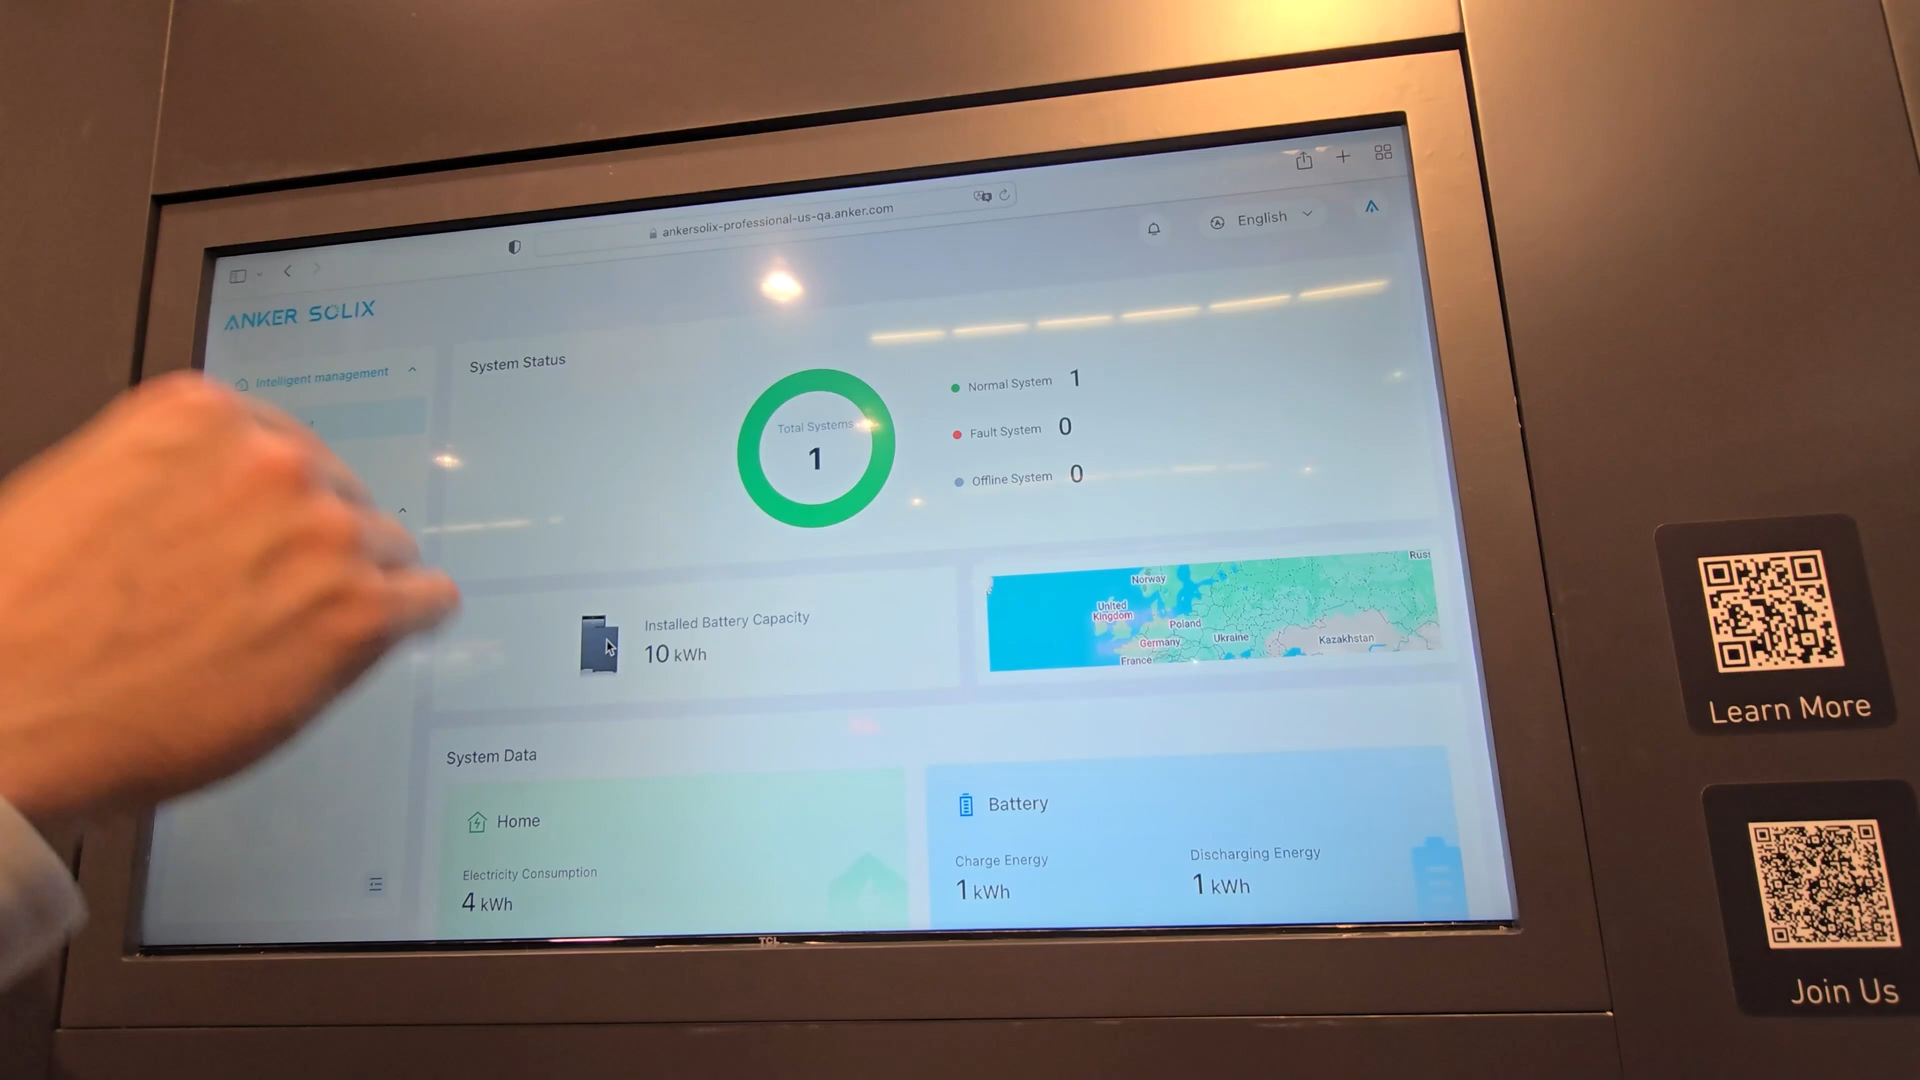 ankersolix-professional-us-qa.anker.com
English
ANKER SOLIX
Intelligent management
System Status
Total Systems
1
Normal System 1
Fault System 0
Offline System 0
Installed Battery Capacity
10 kWh
Norway
United
Kingdom
Poland
Germany
Ukraine
Kazakhstan
France
Russ
System Data
Home
Electricity Consumption
4 kWh
Battery
Charge Energy
1 kWh
Discharging Energy
1 kWh
TCL
Learn More
Join Us